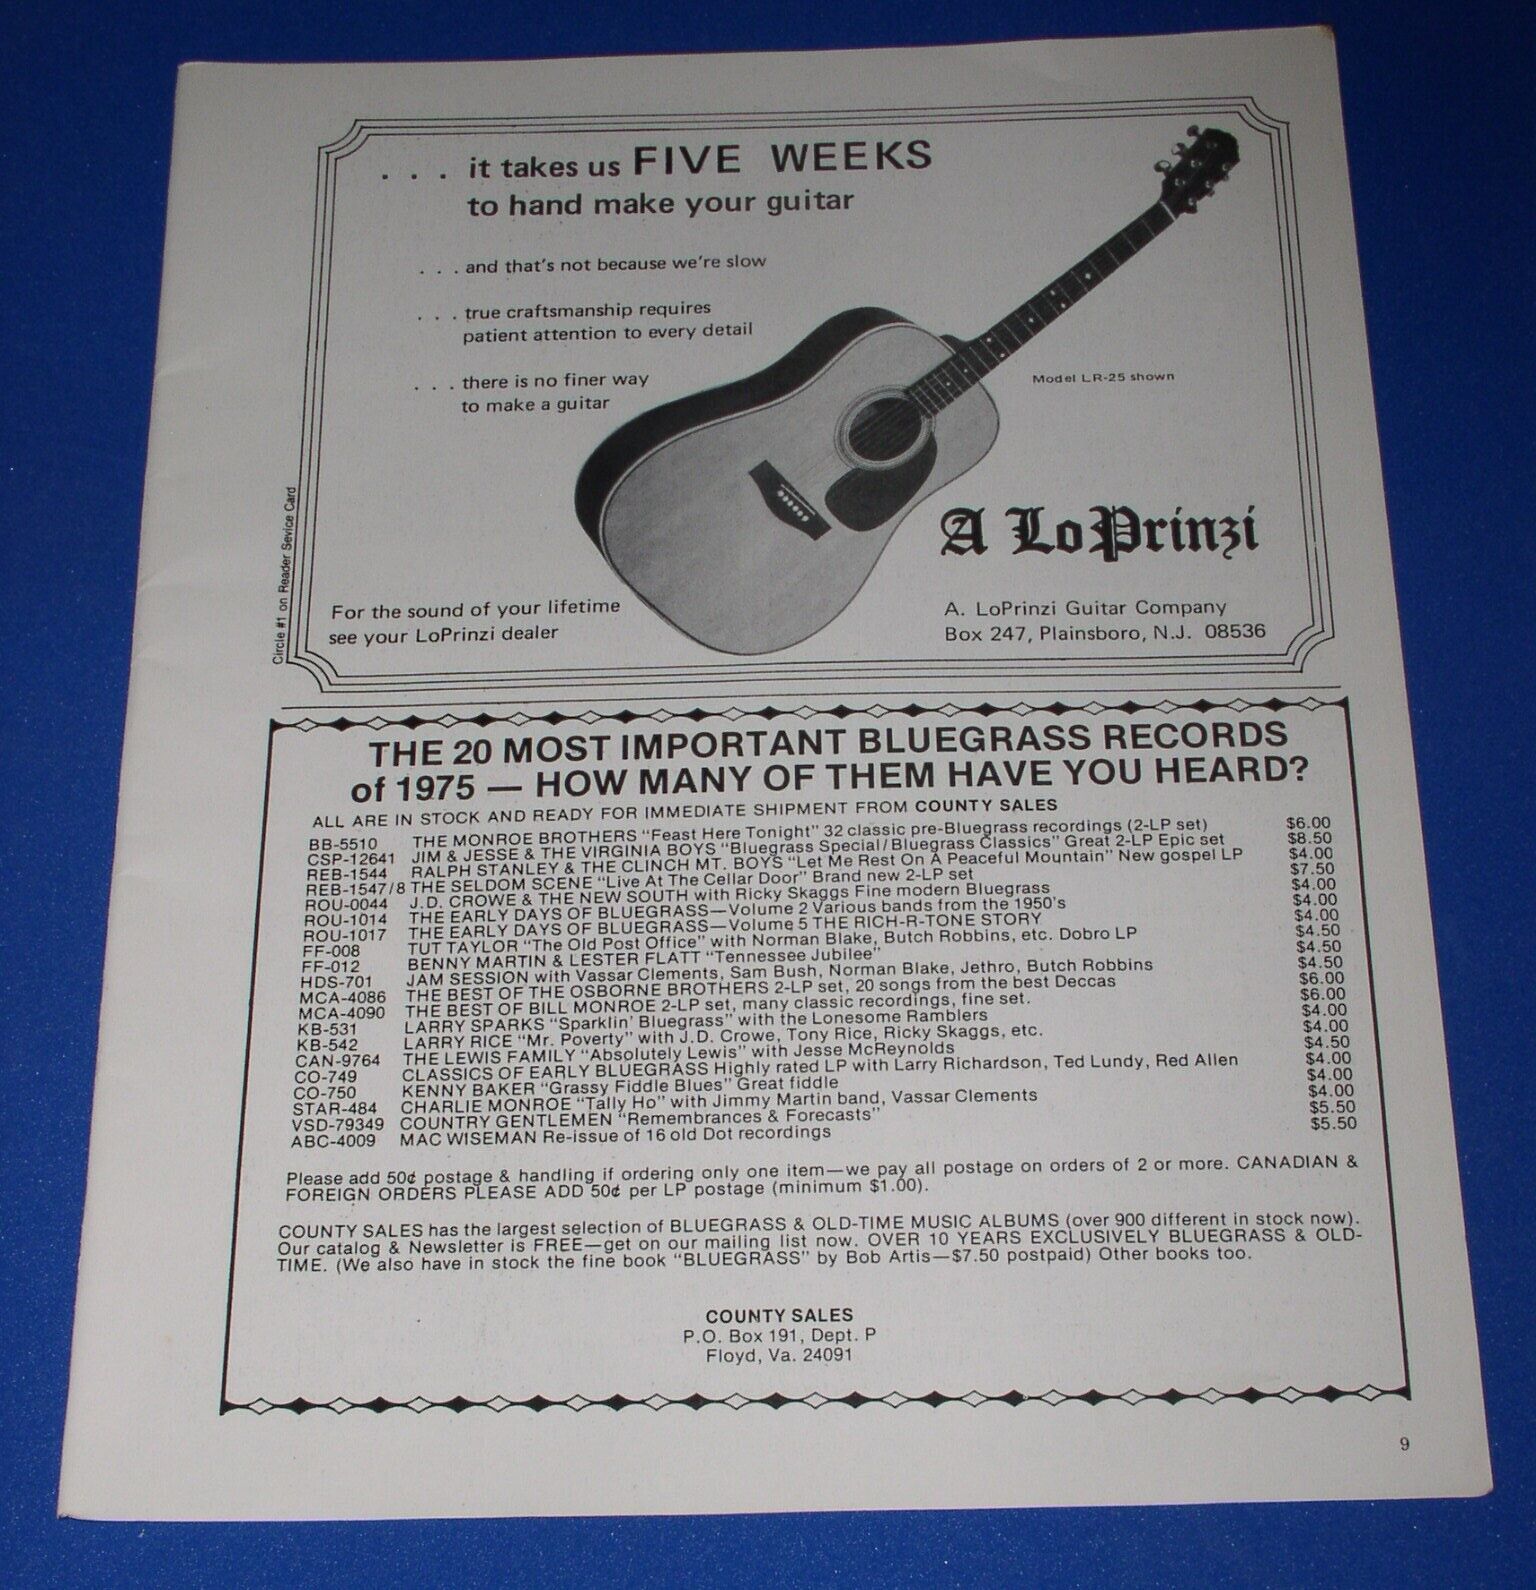 . . . it takes us FIVE WEEKS
to hand make your guitar
. . . and that's not because we're slow
. . . true craftsmanship requires
patient attention to every detail
. . . there is no finer way
to make a guitar
Model LR-25 shown
A LoPrinzi
Circle #1 on Reader Sevice Card
For the sound of your lifetime
see your LoPrinzi dealer
A. LoPrinzi Guitar Company
Box 247, Plainsboro, N.J. 08536
THE 20 MOST IMPORTANT BLUEGRASS RECORDS
of 1975 — HOW MANY OF THEM HAVE YOU HEARD?
ALL ARE IN STOCK AND READY FOR IMMEDIATE SHIPMENT FROM COUNTY SALES
BB-5510 THE MONROE BROTHERS "Feast Here Tonight" 32 classic pre-Bluegrass recordings (2-LP set) $6.00
CSP-12641 JIM & JESSE & THE VIRGINIA BOYS "Bluegrass Special/Bluegrass Classics" Great 2-LP Epic set $8.50
REB-1544 RALPH STANLEY & THE CLINCH MT. BOYS "Let Me Rest On A Peaceful Mountain" New gospel LP $4.00
REB-1547/8 THE SELDOM SCENE "Live At The Cellar Door" Brand new 2-LP set $7.50
ROU-0044 J.D. CROWE & THE NEW SOUTH with Ricky Skaggs Fine modern Bluegrass $4.00
ROU-1014 THE EARLY DAYS OF BLUEGRASS—Volume 2 Various bands from the 1950's $4.00
ROU-1017 THE EARLY DAYS OF BLUEGRASS—Volume 5 THE RICH-R-TONE STORY $4.00
FF-008 TUT TAYLOR "The Old Post Office" with Norman Blake, Butch Robbins, etc. Dobro LP $4.50
FF-012 BENNY MARTIN & LESTER FLATT "Tennessee Jubilee" $4.50
HDS-701 JAM SESSION with Vassar Clements, Sam Bush, Norman Blake, Jethro, Butch Robbins $4.50
MCA-4086 THE BEST OF THE OSBORNE BROTHERS 2-LP set, 20 songs from the best Deccas $6.00
MCA-4090 THE BEST OF BILL MONROE 2-LP set, many classic recordings, fine set. $6.00
KB-531 LARRY SPARKS "Sparklin' Bluegrass" with the Lonesome Ramblers $4.00
KB-542 LARRY RICE "Mr. Poverty" with J.D. Crowe, Tony Rice, Ricky Skaggs, etc. $4.00
CAN-9764 THE LEWIS FAMILY "Absolutely Lewis" with Jesse McReynolds $4.50
CO-749 CLASSICS OF EARLY BLUEGRASS Highly rated LP with Larry Richardson, Ted Lundy, Red Allen $4.00
CO-750 KENNY BAKER "Grassy Fiddle Blues" Great fiddle $4.00
STAR-484 CHARLIE MONROE "Tally Ho" with Jimmy Martin band, Vassar Clements $4.00
VSD-79349 COUNTRY GENTLEMEN "Remembrances & Forecasts" $5.50
ABC-4009 MAC WISEMAN Re-issue of 16 old Dot recordings $5.50
Please add 50¢ postage & handling if ordering only one item—we pay all postage on orders of 2 or more. CANADIAN &
FOREIGN ORDERS PLEASE ADD 50¢ per LP postage (minimum $1.00).
COUNTY SALES has the largest selection of BLUEGRASS & OLD-TIME MUSIC ALBUMS (over 900 different in stock now).
Our catalog & Newsletter is FREE—get on our mailing list now. OVER 10 YEARS EXCLUSIVELY BLUEGRASS & OLD-
TIME. (We also have in stock the fine book "BLUEGRASS" by Bob Artis—$7.50 postpaid) Other books too.
COUNTY SALES
P.O. Box 191, Dept. P
Floyd, Va. 24091
9